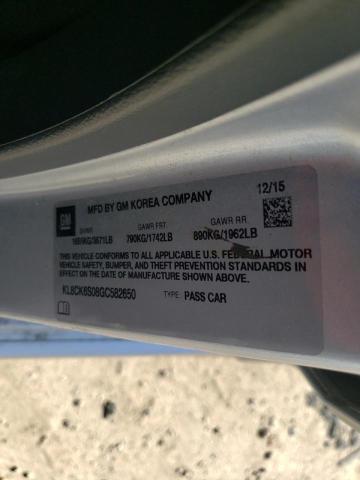 GM
MFD BY GM KOREA COMPANY
12/15
GVWR GAWR FRT GAWR RR
1665KG/3671LB 790KG/1742LB 890KG/1962LB
THIS VEHICLE CONFORMS TO ALL APPLICABLE U.S. FEDERAL MOTOR
VEHICLE SAFETY, BUMPER, AND THEFT PREVENTION STANDARDS IN
EFFECT ON THE DATE OF MANUFACTURE SHOWN ABOVE.
KL8CK6S08GC582650 TYPE: PASS CAR